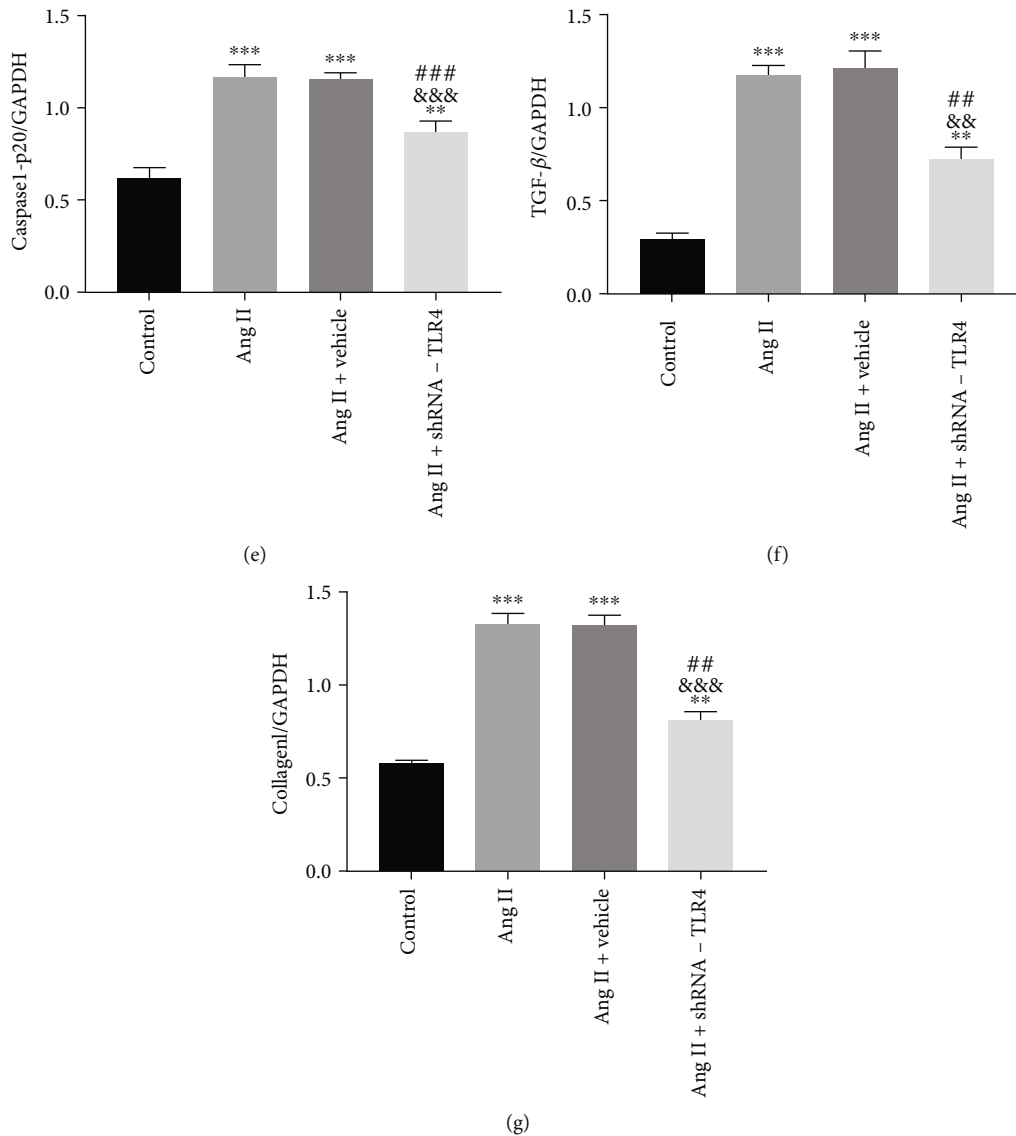 Caspase1-p20/GAPDH
1.5
1.0
0.5
0.0
***
***
###
&&&
**
Control
Ang II
Ang II + vehicle
Ang II + shRNA – TLR4
(e)
TGF-β/GAPDH
1.5
1.0
0.5
0.0
***
***
##
&&
**
Control
Ang II
Ang II + vehicle
Ang II + shRNA – TLR4
(f)
CollagenI/GAPDH
1.5
1.0
0.5
0.0
***
***
##
&&&
**
Control
Ang II
Ang II + vehicle
Ang II + shRNA – TLR4
(g)